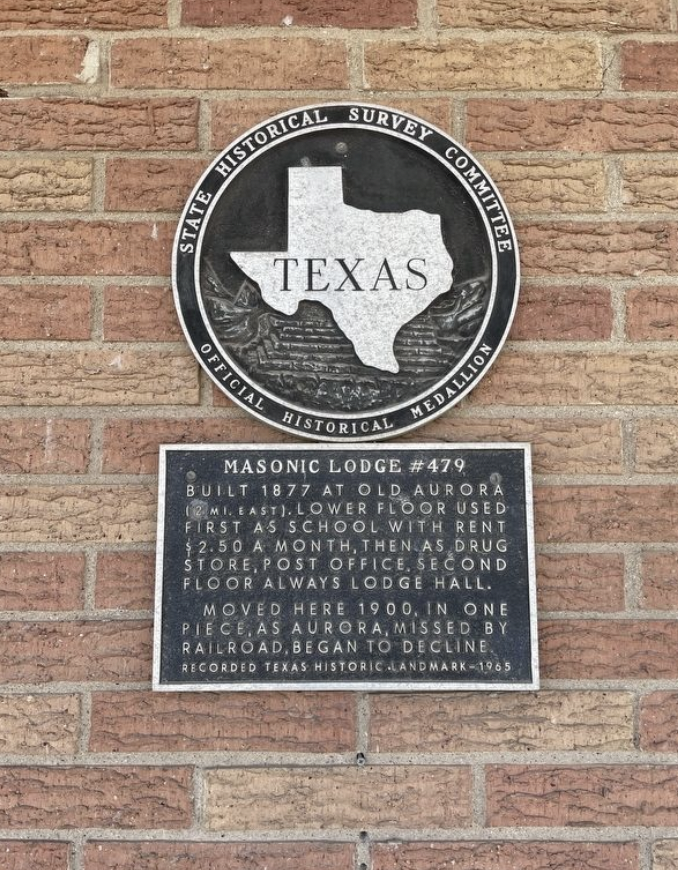 STATE HISTORICAL SURVEY COMMITTEE
TEXAS
OFFICIAL HISTORICAL MEDALLION
MASONIC LODGE #479
BUILT 1877 AT OLD AURORA
(2 MI. EAST). LOWER FLOOR USED
FIRST AS SCHOOL WITH RENT
$2.50 A MONTH, THEN AS DRUG
STORE, POST OFFICE. SECOND
FLOOR ALWAYS LODGE HALL.
MOVED HERE 1900, IN ONE
PIECE, AS AURORA, MISSED BY
RAILROAD, BEGAN TO DECLINE.
RECORDED TEXAS HISTORIC LANDMARK-1965